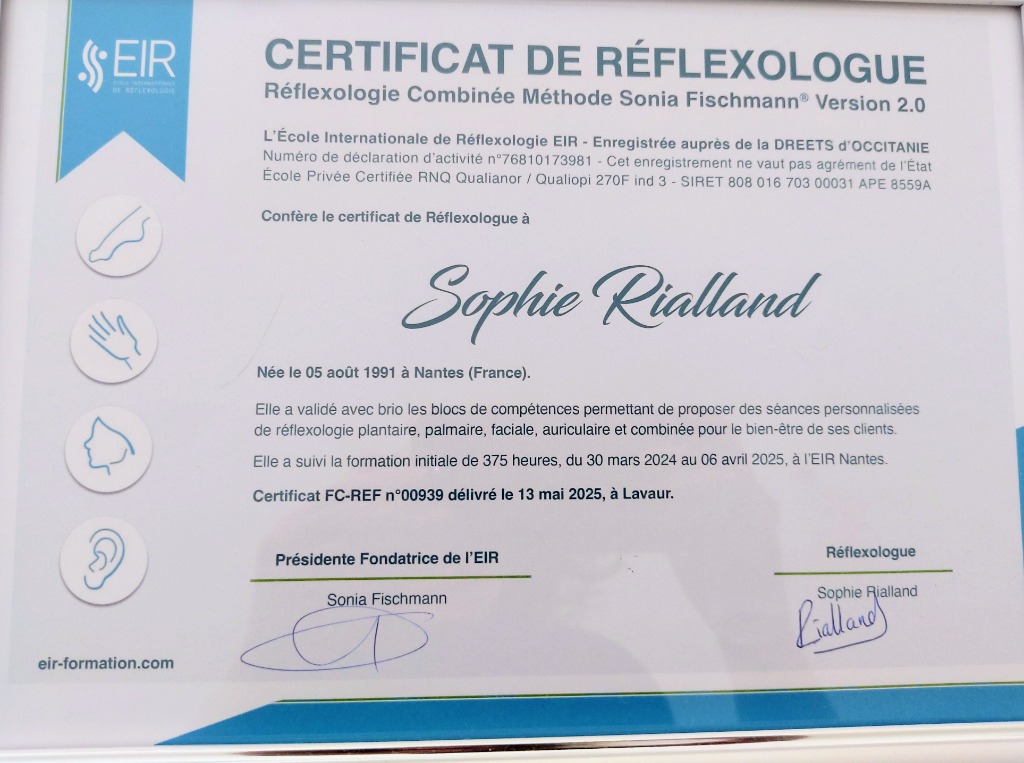 EIR
ÉCOLE INTERNATIONALE
DE RÉFLEXOLOGIE
CERTIFICAT DE RÉFLEXOLOGUE
Réflexologie Combinée Méthode Sonia Fischmann® Version 2.0
L'École Internationale de Réflexologie EIR - Enregistrée auprès de la DREETS d'OCCITANIE
Numéro de déclaration d'activité n°76810173981 - Cet enregistrement ne vaut pas agrément de l'État
École Privée Certifiée RNQ Qualianor / Qualiopi 270F ind 3 - SIRET 808 016 703 00031 APE 8559A
Confère le certificat de Réflexologue à
Sophie Rialland
Née le 05 août 1991 à Nantes (France).
Elle a validé avec brio les blocs de compétences permettant de proposer des séances personnalisées
de réflexologie plantaire, palmaire, faciale, auriculaire et combinée pour le bien-être de ses clients.
Elle a suivi la formation initiale de 375 heures, du 30 mars 2024 au 06 avril 2025, à l'EIR Nantes.
Certificat FC-REF n°00939 délivré le 13 mai 2025, à Lavaur.
Présidente Fondatrice de l'EIR
Sonia Fischmann
Réflexologue
Sophie Rialland
Rialland
eir-formation.com